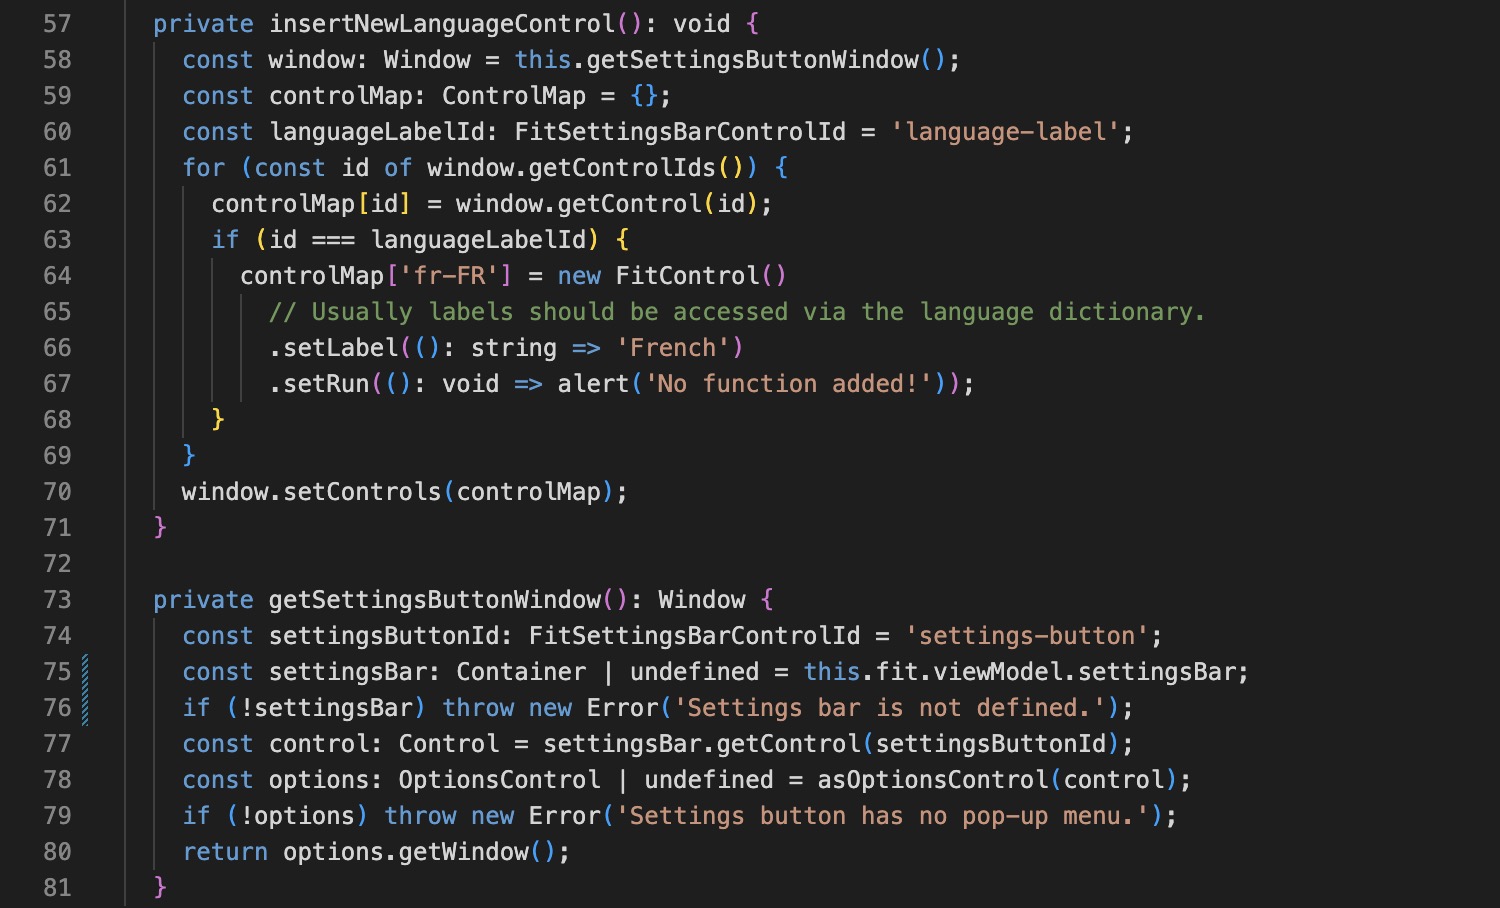 57 private insertNewLanguageControl(): void {
58 const window: Window = this.getSettingsButtonWindow();
59 const controlMap: ControlMap = {};
60 const languageLabelId: FitSettingsBarControlId = 'language-label';
61 for (const id of window.getControlIds()) {
62 controlMap[id] = window.getControl(id);
63 if (id === languageLabelId) {
64 controlMap['fr-FR'] = new FitControl()
65 // Usually labels should be accessed via the language dictionary.
66 .setLabel((): string => 'French')
67 .setRun((): void => alert('No function added!'));
68 }
69 }
70 window.setControls(controlMap);
71 }
72
73 private getSettingsButtonWindow(): Window {
74 const settingsButtonId: FitSettingsBarControlId = 'settings-button';
75 const settingsBar: Container | undefined = this.fit.viewModel.settingsBar;
76 if (!settingsBar) throw new Error('Settings bar is not defined.');
77 const control: Control = settingsBar.getControl(settingsButtonId);
78 const options: OptionsControl | undefined = asOptionsControl(control);
79 if (!options) throw new Error('Settings button has no pop-up menu.');
80 return options.getWindow();
81 }